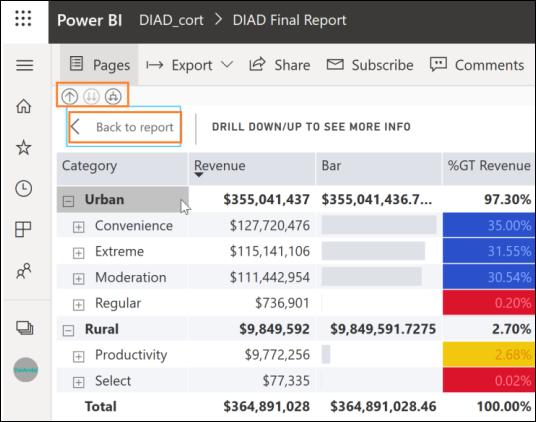 Power BI DIAD_cort > DIAD Final Report
Pages Export Share Subscribe Comments
Back to report DRILL DOWN/UP TO SEE MORE INFO
Category Revenue Bar %GT Revenue
Urban $355,041,437 $355,041,436.7... 97.30%
Convenience $127,720,476 35.00%
Extreme $115,141,106 31.55%
Moderation $111,442,954 30.54%
Regular $736,901 0.20%
Rural $9,849,592 $9,849,591.7275 2.70%
Productivity $9,772,256 2.68%
Select $77,335 0.02%
Total $364,891,028 $364,891,028.46 100.00%